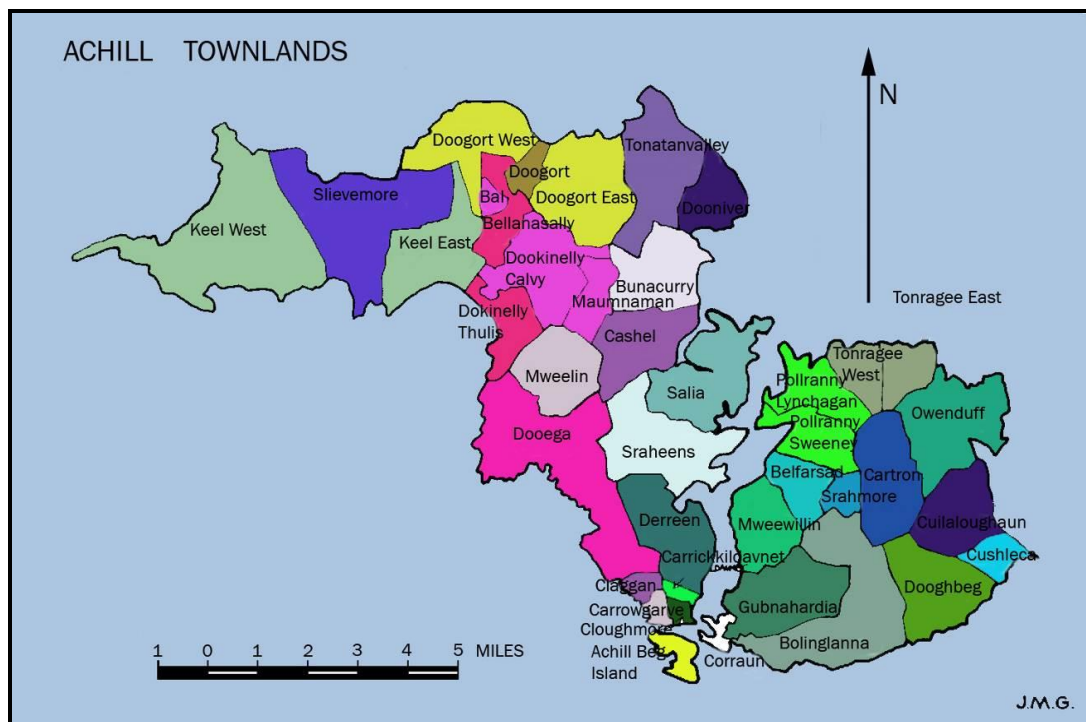 ACHILL TOWNLANDS
N
Doogort West
Doogort
Tonatanvalley
Slievemore
Bal
Doogort East
Dooniver
Keel West
Keel East
Bellanasally
Dookinelly
Calvy
Bunacurry
Maumnaman
Tonragee East
Dokinelly
Thulis
Cashel
Mweelin
Salia
Tonragee
West
Pollranny
Lynchagan
Owenduff
Pollranny
Sweeney
Dooega
Sraheens
Belfarsad
Cartron
Srahmore
Derreen
Mweewillin
Cuilaloughaun
Carrickkildavnet
Cushleca
Claggan
Dooghbeg
Carrowgarve
Gubnahardia
Cloughmore
Bolinglanna
Achill Beg
Island
Corraun
1 0 1 2 3 4 5 MILES
J.M.G.